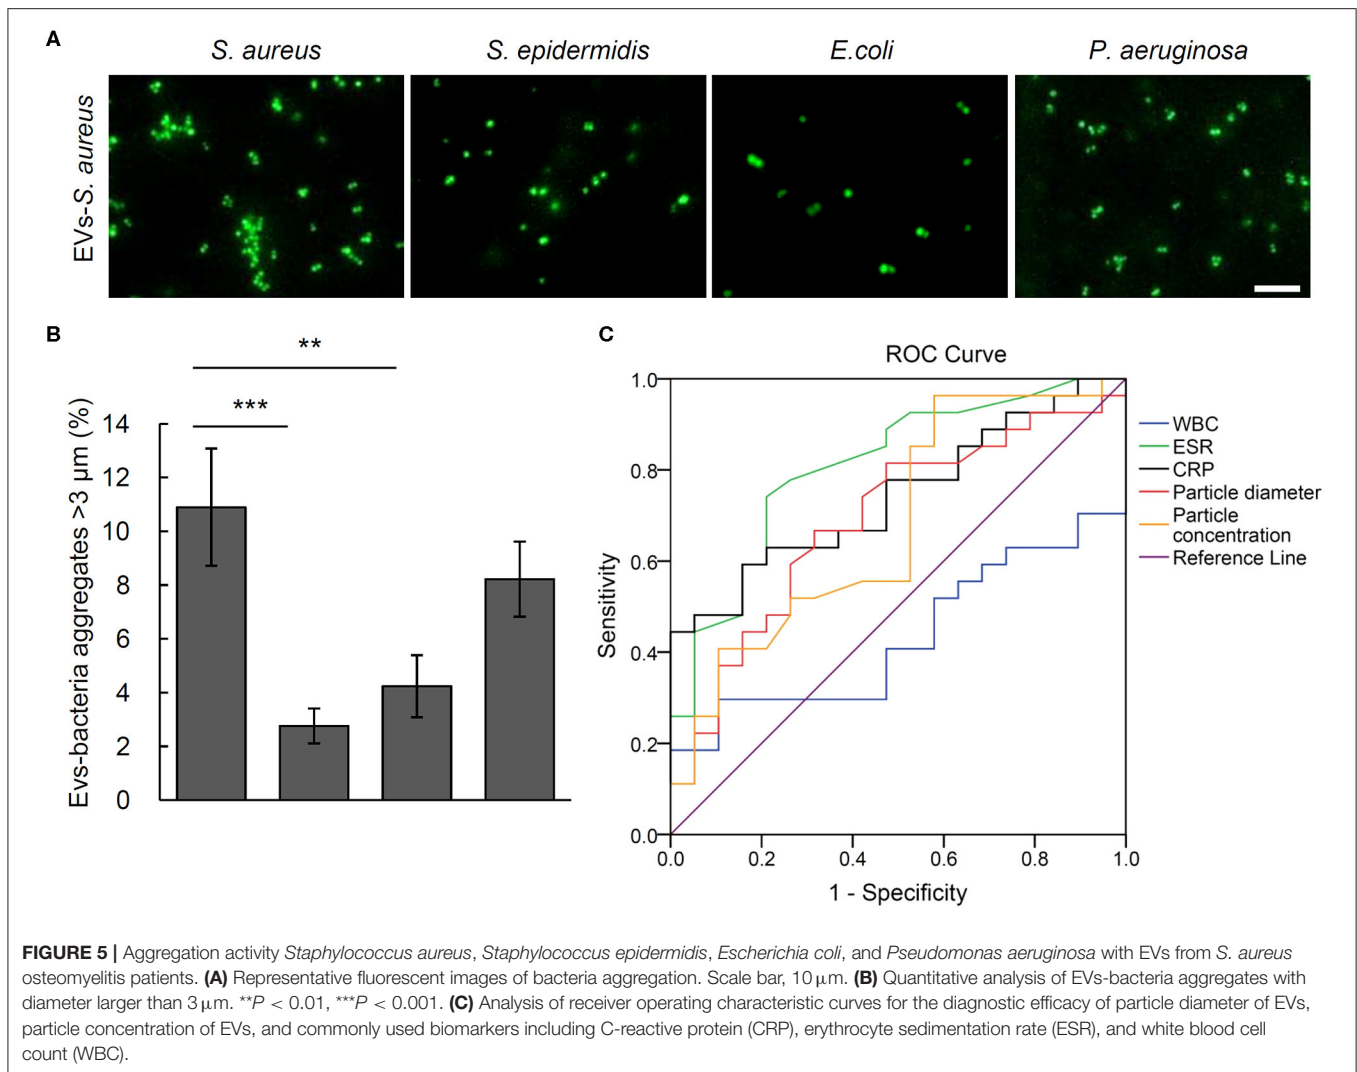 A
S. aureus
S. epidermidis
E.coli
P. aeruginosa
EVs-S. aureus
B
**
***
Evs-bacteria aggregates >3 μm (%)
14
12
10
8
6
4
2
0
C
ROC Curve
Sensitivity
1.0
0.8
0.6
0.4
0.2
0.0
0.0 0.2 0.4 0.6 0.8 1.0
1 - Specificity
WBC
ESR
CRP
Particle diameter
Particle
concentration
Reference Line
FIGURE 5 | Aggregation activity Staphylococcus aureus, Staphylococcus epidermidis, Escherichia coli, and Pseudomonas aeruginosa with EVs from S. aureus
osteomyelitis patients. (A) Representative fluorescent images of bacteria aggregation. Scale bar, 10 μm. (B) Quantitative analysis of EVs-bacteria aggregates with
diameter larger than 3 μm. **P < 0.01, ***P < 0.001. (C) Analysis of receiver operating characteristic curves for the diagnostic efficacy of particle diameter of EVs,
particle concentration of EVs, and commonly used biomarkers including C-reactive protein (CRP), erythrocyte sedimentation rate (ESR), and white blood cell
count (WBC).